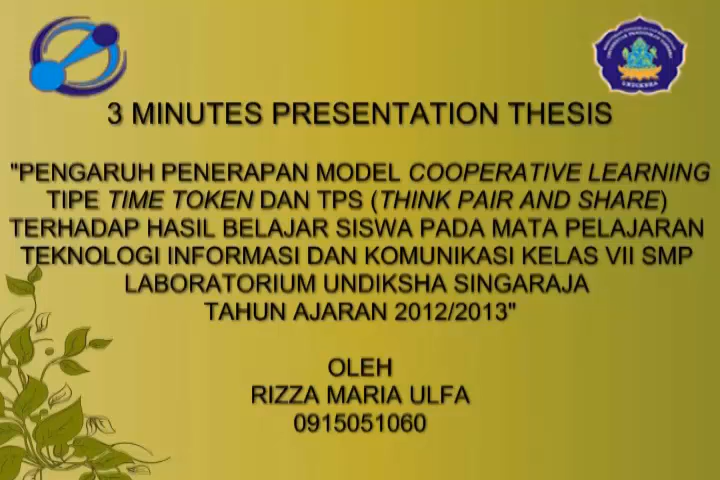 3 MINUTES PRESENTATION THESIS
"PENGARUH PENERAPAN MODEL COOPERATIVE LEARNING
TIPE TIME TOKEN DAN TPS (THINK PAIR AND SHARE)
TERHADAP HASIL BELAJAR SISWA PADA MATA PELAJARAN
TEKNOLOGI INFORMASI DAN KOMUNIKASI KELAS VII SMP
LABORATORIUM UNDIKSHA SINGARAJA
TAHUN AJARAN 2012/2013"
OLEH
RIZZA MARIA ULFA
0915051060
UNDIKSHA